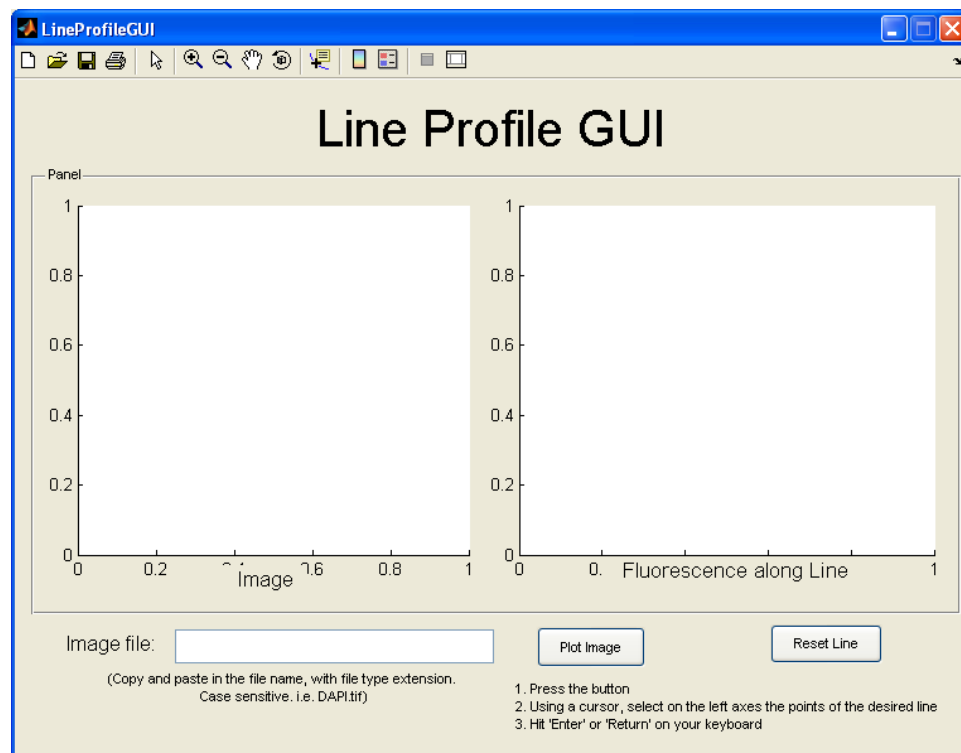 LineProfileGUI
Line Profile GUI
Panel
1
0.8
0.6
0.4
0.2
0
0 0.2 0.6 0.8 1
Image
1
0.8
0.6
0.4
0.2
0
0 0. 1
Fluorescence along Line
Image file:
Plot Image
Reset Line
(Copy and paste in the file name, with file type extension.
Case sensitive. i.e. DAPI.tif)
1. Press the button
2. Using a cursor, select on the left axes the points of the desired line
3. Hit 'Enter' or 'Return' on your keyboard